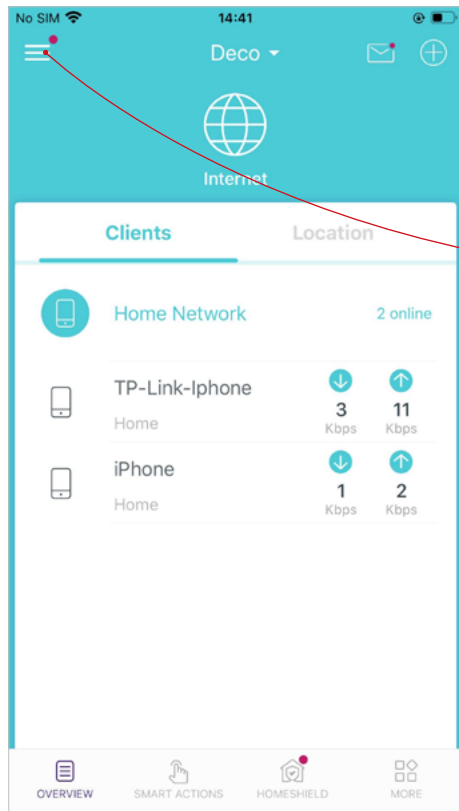 No SIM 14:41
Deco
Internet
Clients Location
Home Network 2 online
TP-Link-Iphone
Home
3 11
Kbps Kbps
iPhone
Home
1 2
Kbps Kbps
OVERVIEW SMART ACTIONS HOMESHIELD MORE